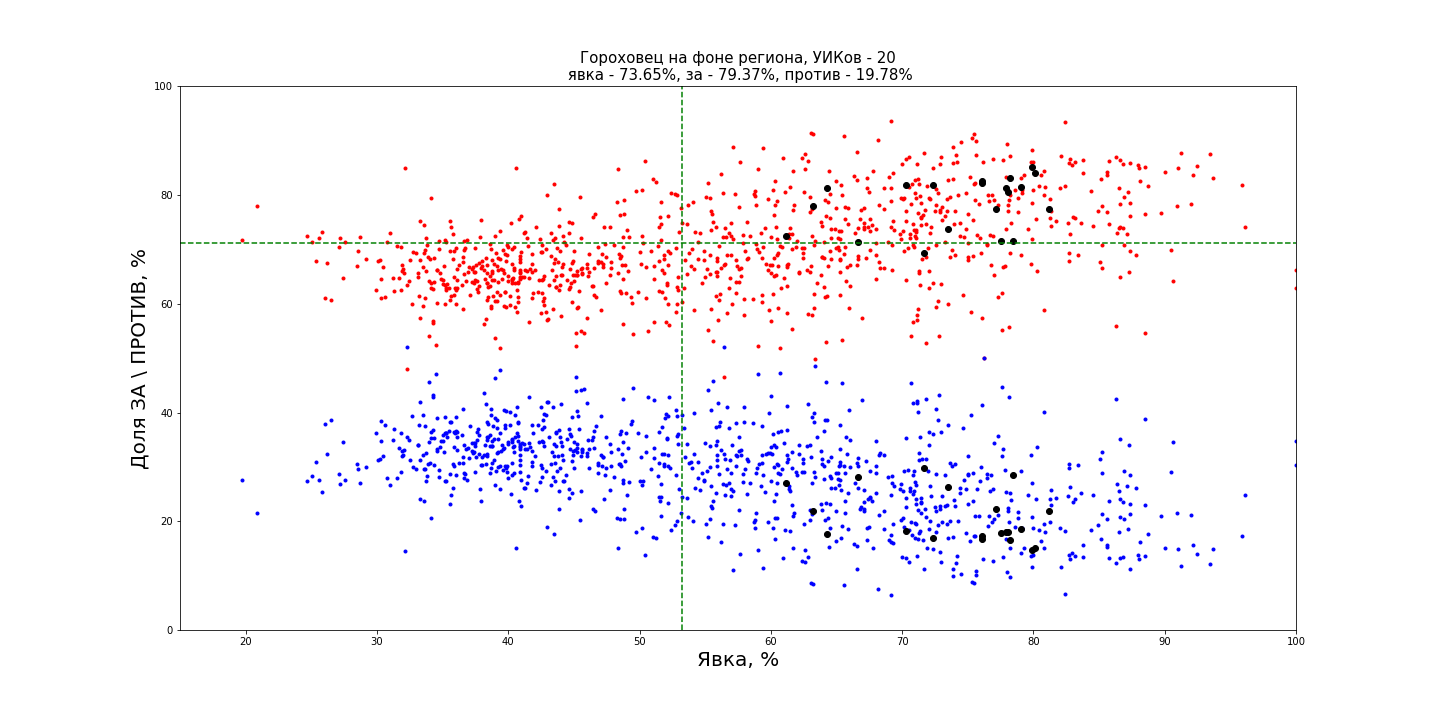 Гороховец на фоне региона, УИКов - 20
явка - 73.65%, за - 79.37%, против - 19.78%
100
80
60
40
20
0
Доля ЗА \ ПРОТИВ, %
20 30 40 50 60 70 80 90 100
Явка, %